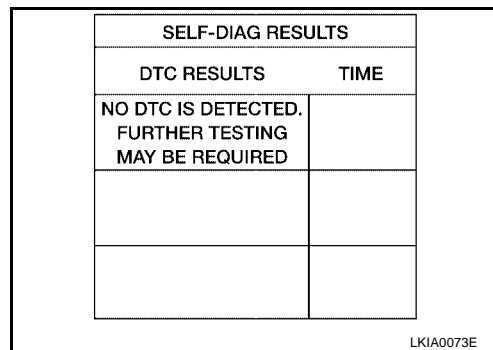 SELF-DIAG RESULTS
DTC RESULTS TIME
NO DTC IS DETECTED.
FURTHER TESTING
MAY BE REQUIRED
LKIA0073E